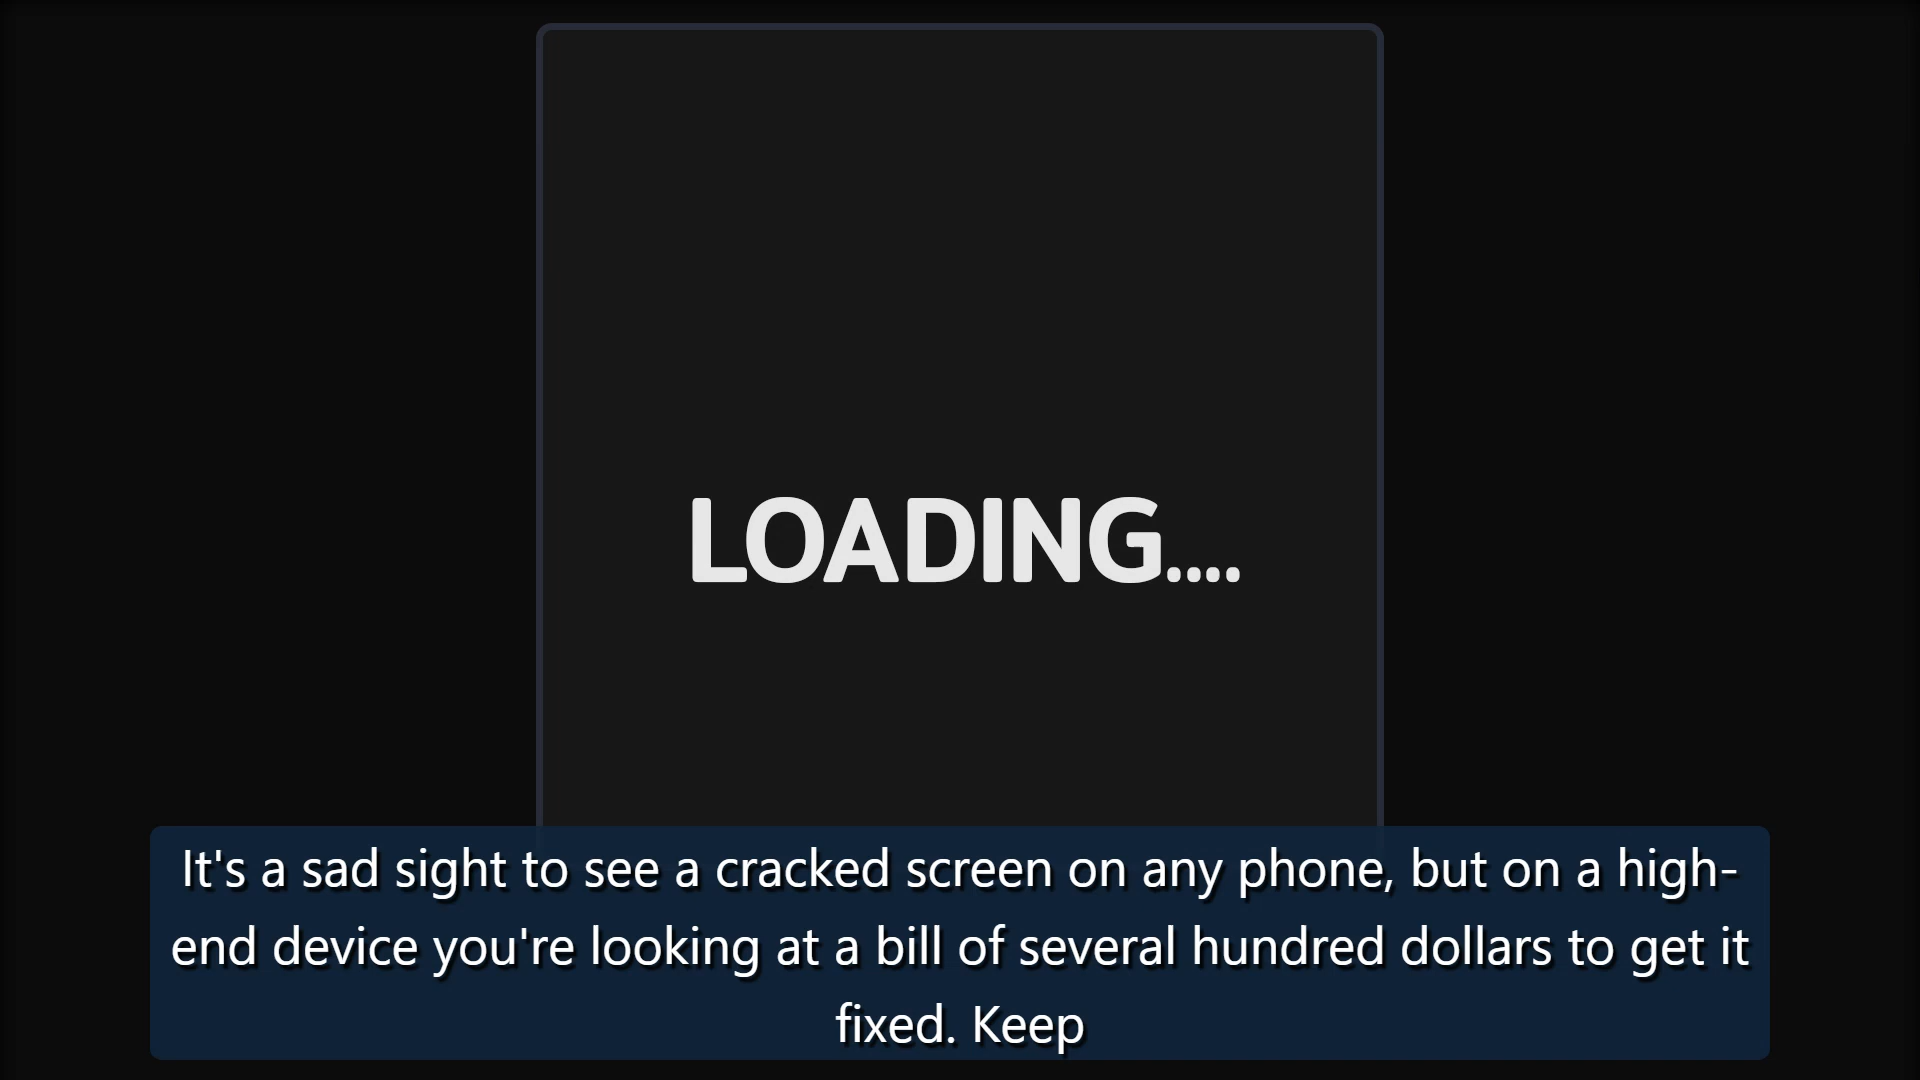 LOADING....
It's a sad sight to see a cracked screen on any phone, but on a high-
end device you're looking at a bill of several hundred dollars to get it
fixed. Keep